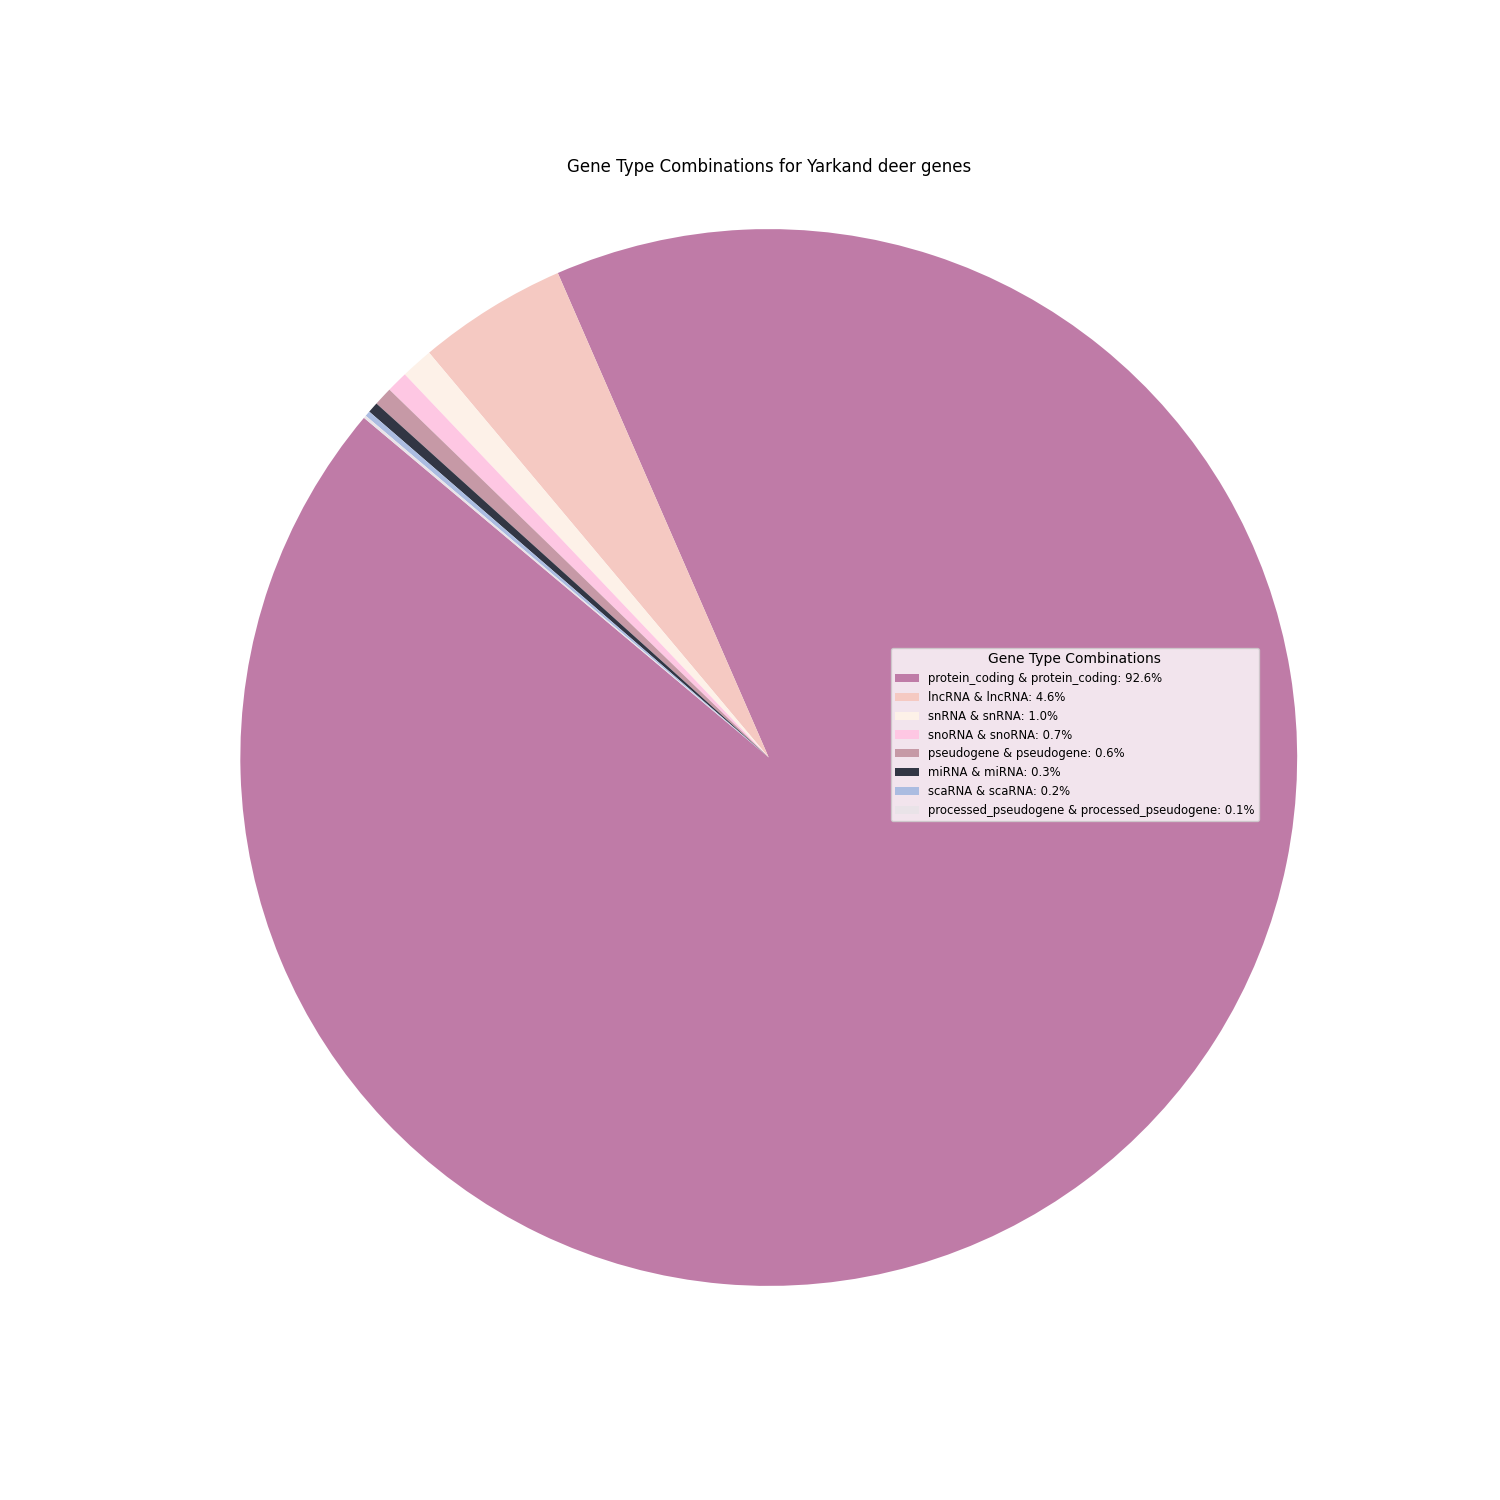 Gene Type Combinations for Yarkand deer genes
Gene Type Combinations
protein_coding & protein_coding: 92.6%
lncRNA & lncRNA: 4.6%
snRNA & snRNA: 1.0%
snoRNA & snoRNA: 0.7%
pseudogene & pseudogene: 0.6%
miRNA & miRNA: 0.3%
scaRNA & scaRNA: 0.2%
processed_pseudogene & processed_pseudogene: 0.1%